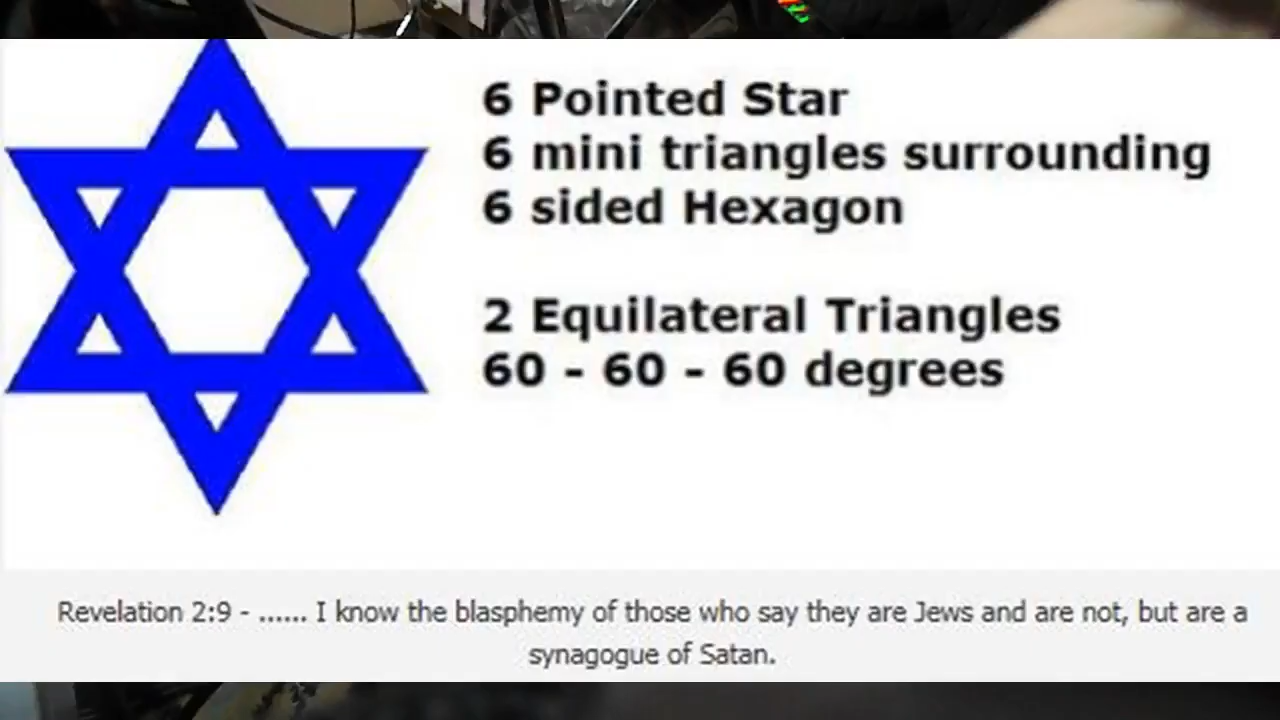 6 Pointed Star
6 mini triangles surrounding
6 sided Hexagon
2 Equilateral Triangles
60 - 60 - 60 degrees
Revelation 2:9 - ...... I know the blasphemy of those who say they are Jews and are not, but are a
synagogue of Satan.